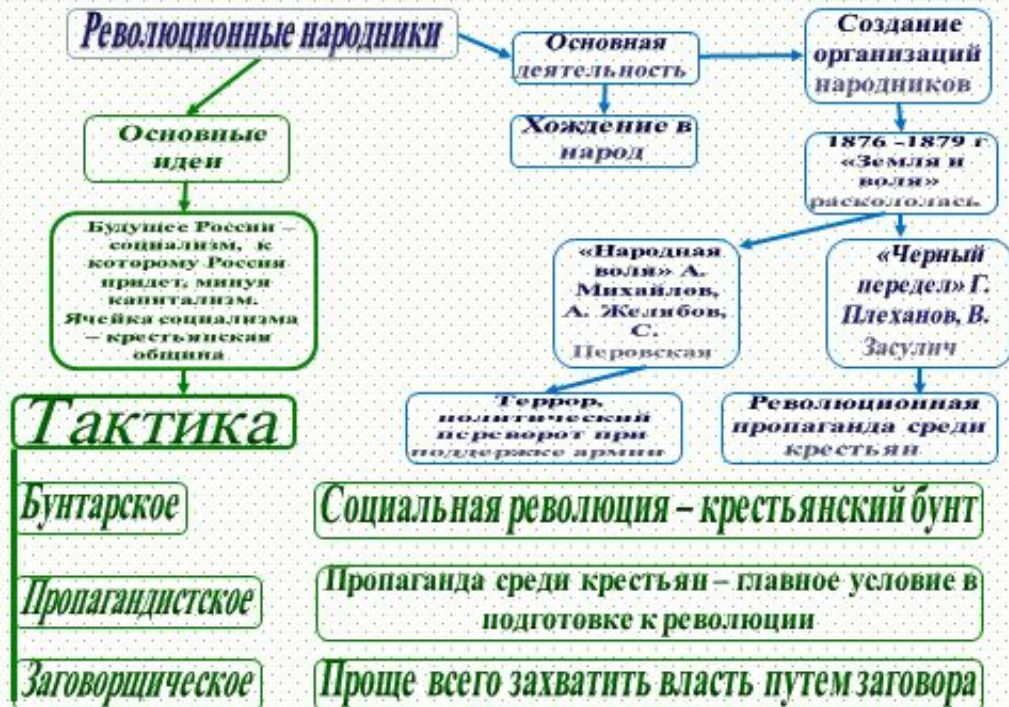 Революционные народники
Основная
деятельность
Создание
организаций
народников
Хождение в
народ
Основные
идеи
1876 -1879 г
«Земля и
воля»
раскололась
Будущее России –
социализм, к
которому Россия
придет, минуя
капитализм.
Ячейка социализма
– крестьянская
община
«Народная
воля» А.
Михайлов,
А. Желябов,
С.
Перовская
«Черный
передел» Г.
Плеханов, В.
Засулич
Террор,
политический
переворот при
поддержке армии
Революционная
пропаганда среди
крестьян
Тактика
Бунтарское
Социальная революция – крестьянский бунт
Пропагандистское
Пропаганда среди крестьян – главное условие в
подготовке к революции
Заговорщическое
Проще всего захватить власть путем заговора